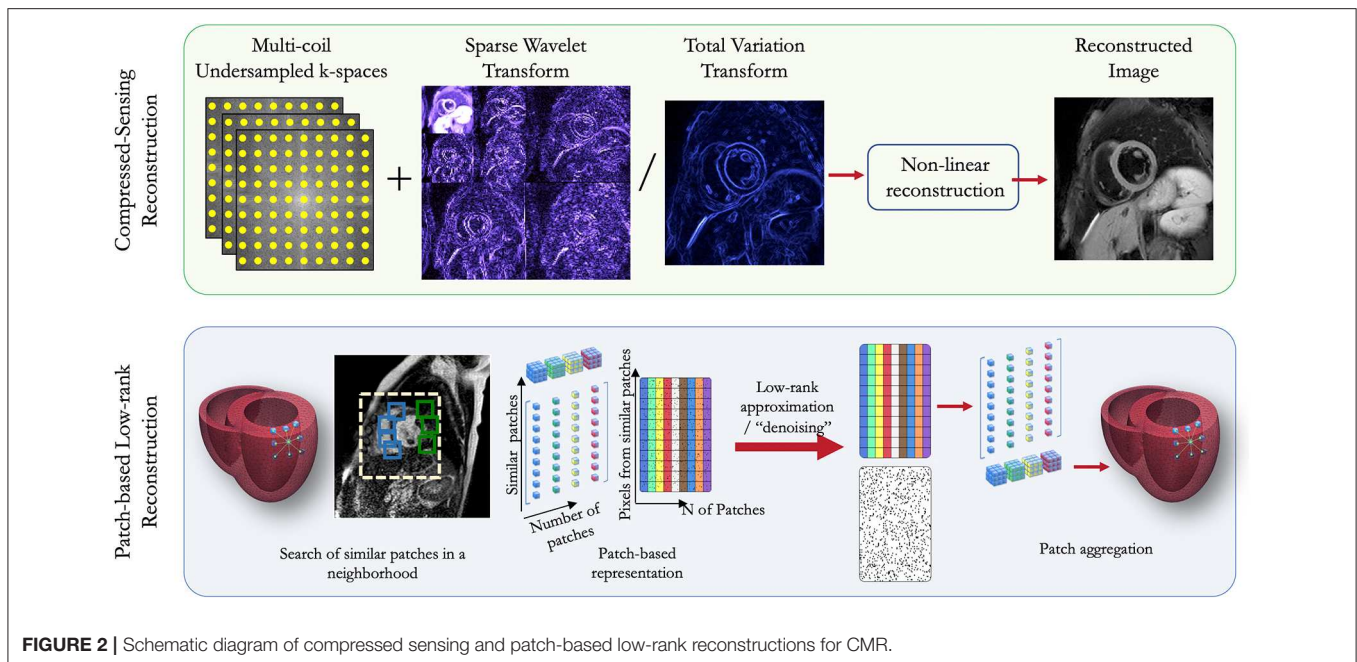 Compressed-Sensing
Reconstruction
Multi-coil
Undersampled k-spaces
+
Sparse Wavelet
Transform
/
Total Variation
Transform
Non-linear
reconstruction
Reconstructed
Image
Patch-based Low-rank
Reconstruction
Search of similar patches in a
neighborhood
Similar patches
Number of
patches
Pixels from similar patches
N of Patches
Patch-based
representation
Low-rank
approximation
/ “denoising”
Patch aggregation
FIGURE 2 | Schematic diagram of compressed sensing and patch-based low-rank reconstructions for CMR.